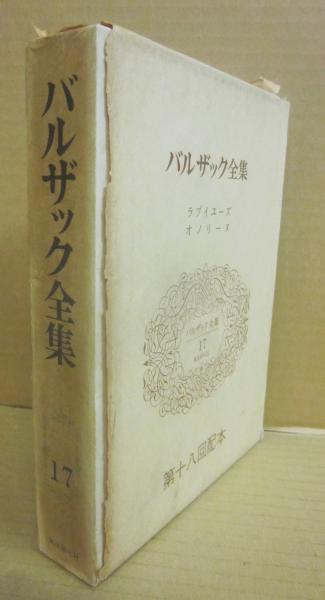 バルザック全集
17
バルザック全集
ラブイユーズ
オノリーヌ
バルザック全集
17
第十八回配本